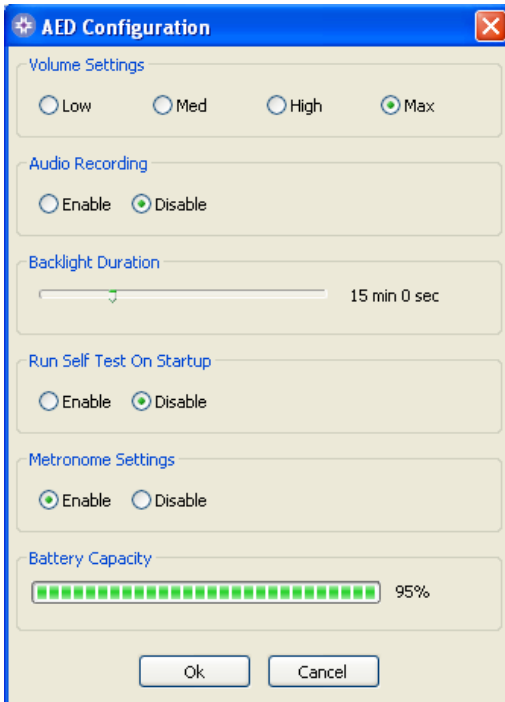 AED Configuration
Volume Settings
Low Med High Max
Audio Recording
Enable Disable
Backlight Duration
15 min 0 sec
Run Self Test On Startup
Enable Disable
Metronome Settings
Enable Disable
Battery Capacity
95%
Ok Cancel